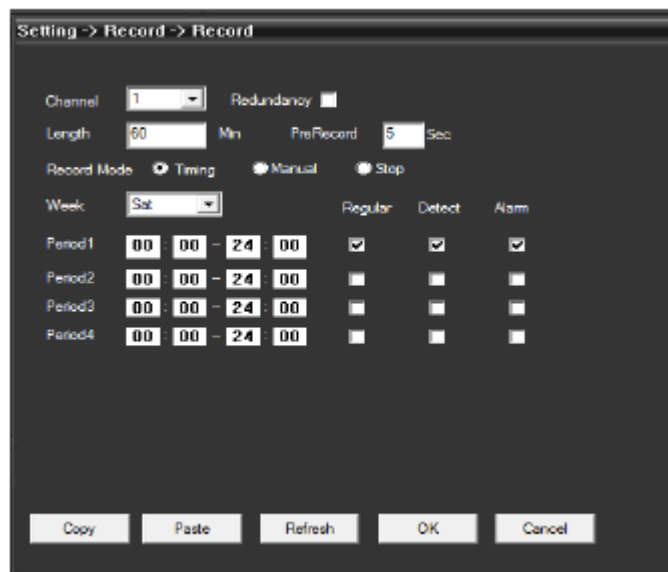 Setting -> Record -> Record
Channel 1 Redundancy
Length 60 Min PreRecord 5 Sec
Record Mode Timing Manual Stop
Week Sat Regular Detect Alarm
Period1 00 : 00 - 24 : 00
Period2 00 : 00 - 24 : 00
Period3 00 : 00 - 24 : 00
Period4 00 : 00 - 24 : 00
Copy Paste Refresh OK Cancel